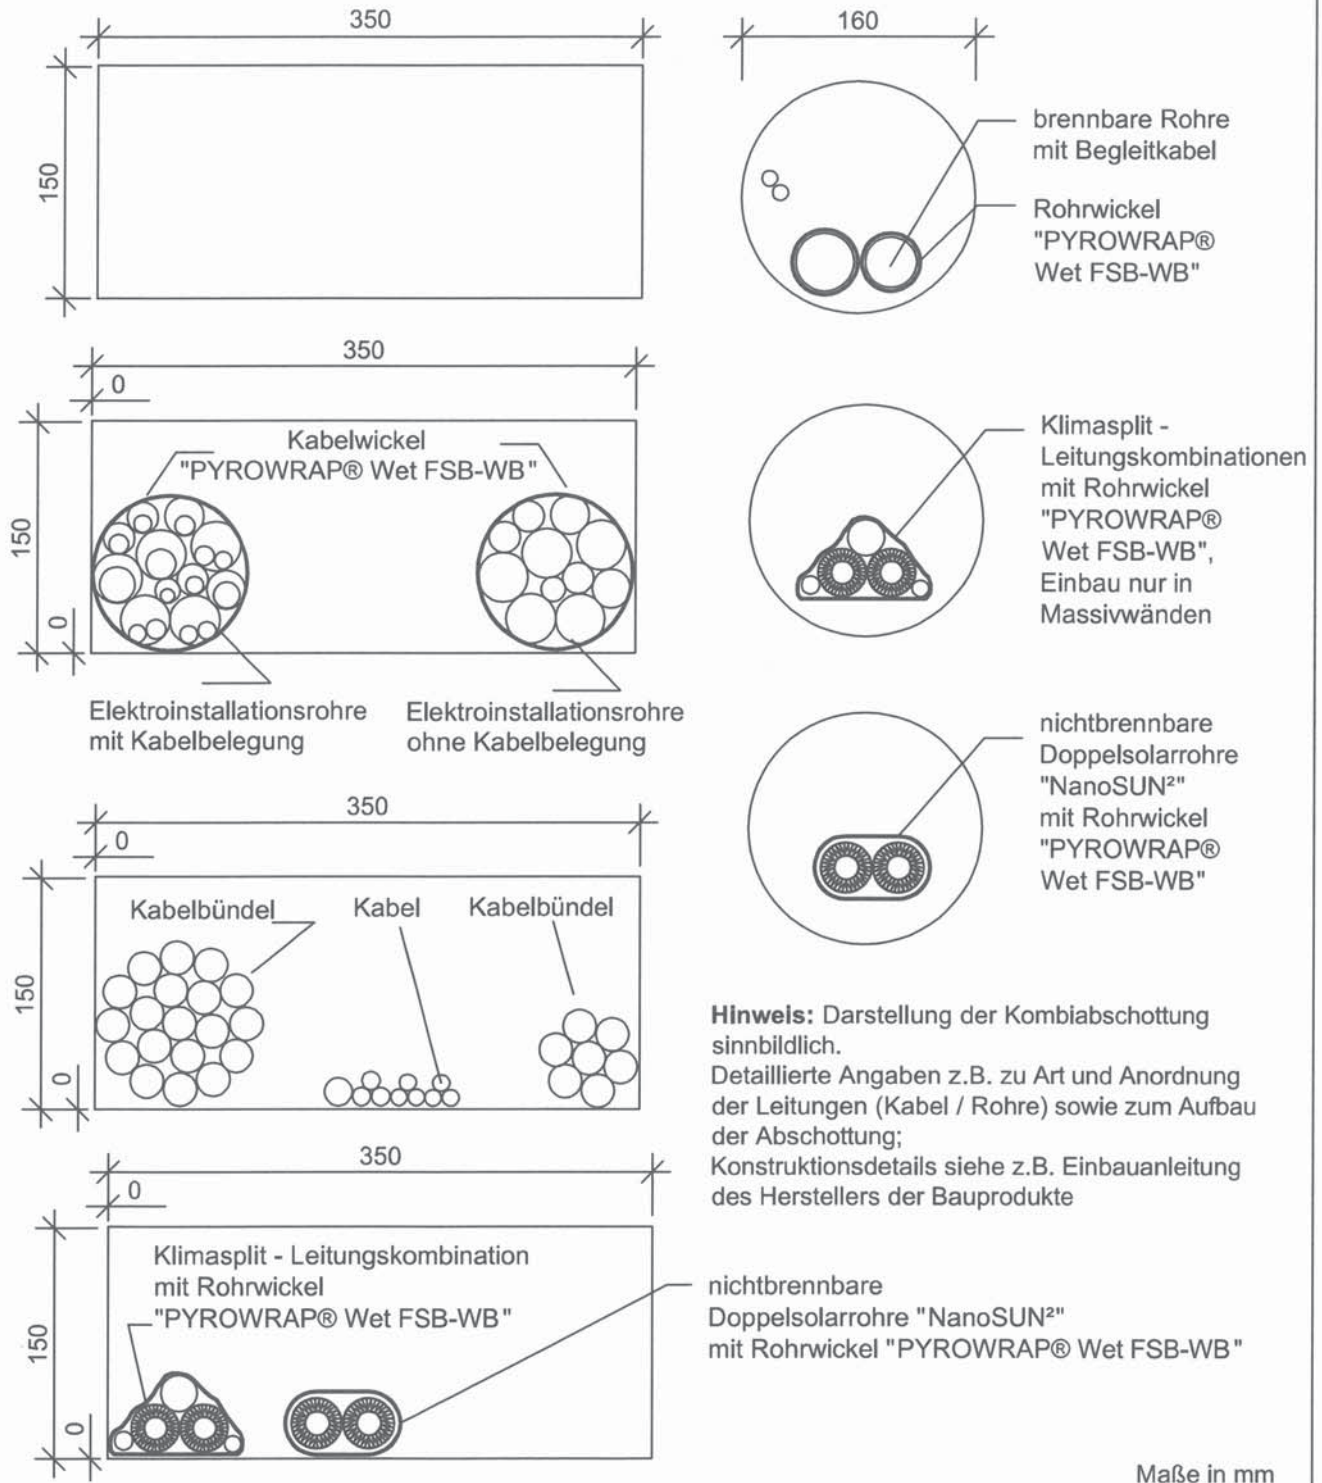 350
160
150
brennbare Rohre
mit Begleitkabel
Rohrwickel
"PYROWRAP®
Wet FSB-WB"
350
0
150
0
Kabelwickel
"PYROWRAP® Wet FSB-WB"
Elektroinstallationsrohre
mit Kabelbelegung
Elektroinstallationsrohre
ohne Kabelbelegung
Klimasplit -
Leitungskombinationen
mit Rohrwickel
"PYROWRAP®
Wet FSB-WB",
Einbau nur in
Massivwänden
350
0
150
0
Kabelbündel
Kabel
Kabelbündel
nichtbrennbare
Doppelsolarrohre
"NanoSUN²"
mit Rohrwickel
"PYROWRAP®
Wet FSB-WB"
Hinweis: Darstellung der Kombiabschottung
sinnbildlich.
Detaillierte Angaben z.B. zu Art und Anordnung
der Leitungen (Kabel / Rohre) sowie zum Aufbau
der Abschottung;
Konstruktionsdetails siehe z.B. Einbauanleitung
des Herstellers der Bauprodukte
350
0
150
0
Klimasplit - Leitungskombination
mit Rohrwickel
"PYROWRAP® Wet FSB-WB"
nichtbrennbare
Doppelsolarrohre "NanoSUN²"
mit Rohrwickel "PYROWRAP® Wet FSB-WB"
Maße in mm